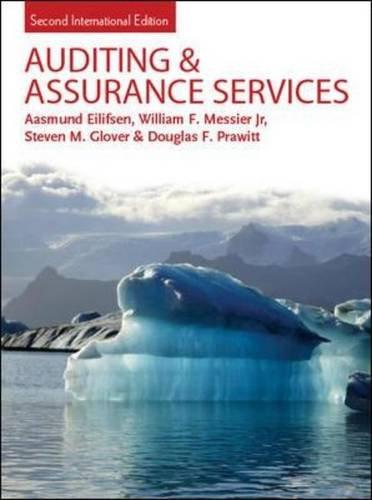 Second International Edition
AUDITING &
ASSURANCE SERVICES
Aasmund Eilifsen, William F. Messier Jr,
Steven M. Glover & Douglas F. Prawitt